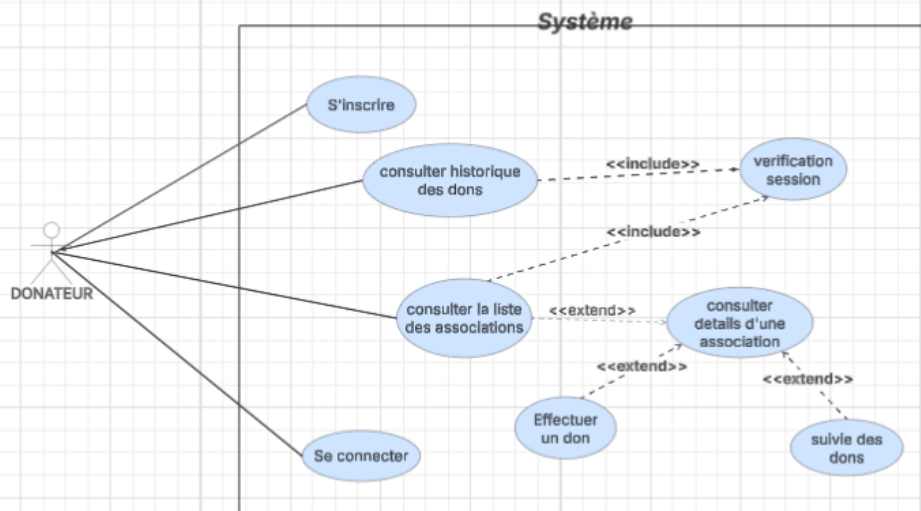 Système
S'inscrire
consulter historique
des dons
<<include>>
verification
session
<<include>>
DONATEUR
consulter la liste
des associations
<<extend>>
consulter
details d'une
association
<<extend>>
<<extend>>
Effectuer
un don
suivie des
dons
Se connecter